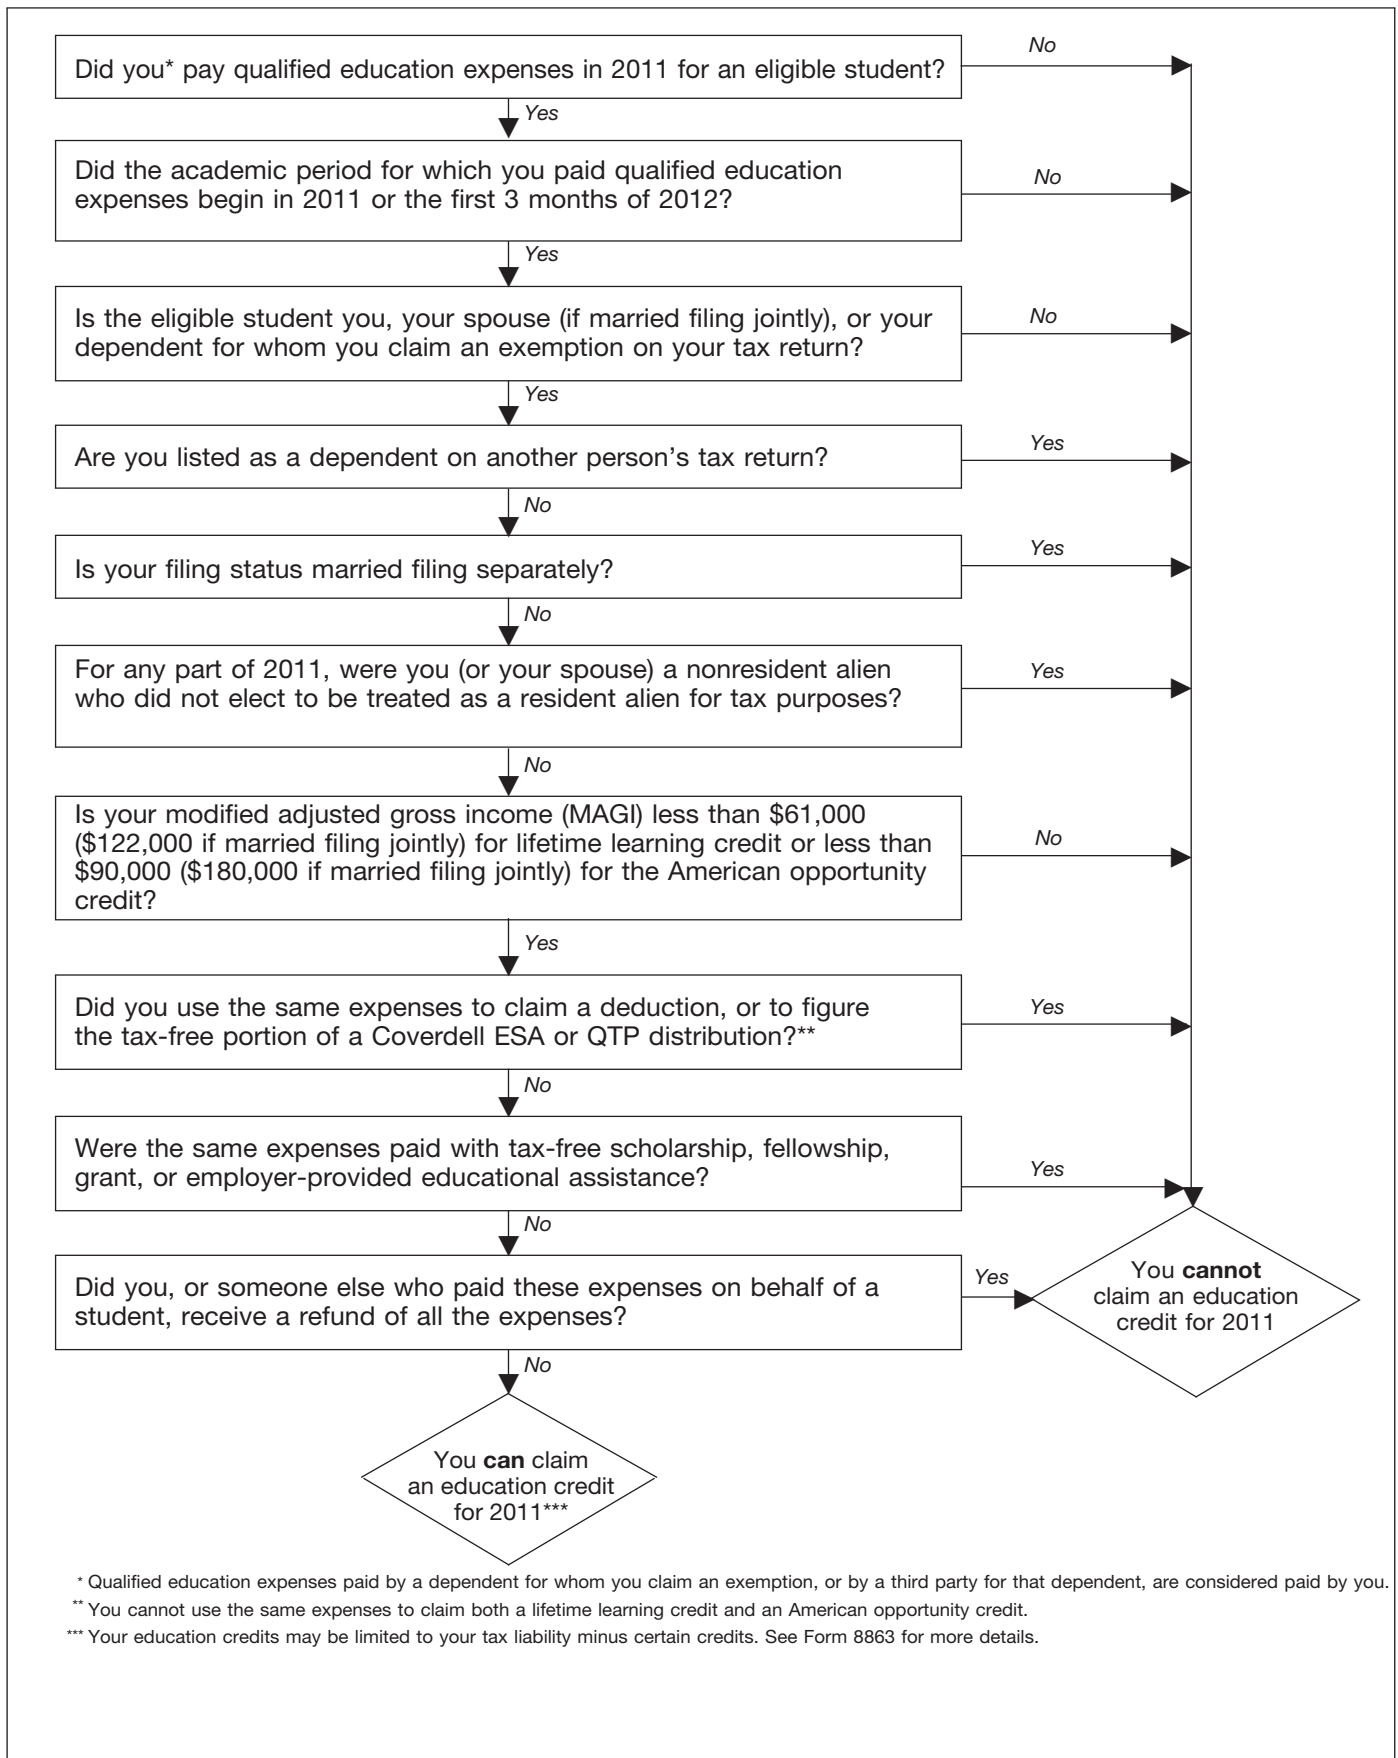 Did you* pay qualified education expenses in 2011 for an eligible student?
No
Yes
Did the academic period for which you paid qualified education
expenses begin in 2011 or the first 3 months of 2012?
No
Yes
Is the eligible student you, your spouse (if married filing jointly), or your
dependent for whom you claim an exemption on your tax return?
No
Yes
Are you listed as a dependent on another person's tax return?
Yes
No
Is your filing status married filing separately?
Yes
No
For any part of 2011, were you (or your spouse) a nonresident alien
who did not elect to be treated as a resident alien for tax purposes?
Yes
No
Is your modified adjusted gross income (MAGI) less than $61,000
($122,000 if married filing jointly) for lifetime learning credit or less than
$90,000 ($180,000 if married filing jointly) for the American opportunity
credit?
No
Yes
Did you use the same expenses to claim a deduction, or to figure
the tax-free portion of a Coverdell ESA or QTP distribution?**
Yes
No
Were the same expenses paid with tax-free scholarship, fellowship,
grant, or employer-provided educational assistance?
Yes
No
Did you, or someone else who paid these expenses on behalf of a
student, receive a refund of all the expenses?
Yes
You cannot
claim an education
credit for 2011
No
You can claim
an education credit
for 2011***
* Qualified education expenses paid by a dependent for whom you claim an exemption, or by a third party for that dependent, are considered paid by you.
** You cannot use the same expenses to claim both a lifetime learning credit and an American opportunity credit.
*** Your education credits may be limited to your tax liability minus certain credits. See Form 8863 for more details.